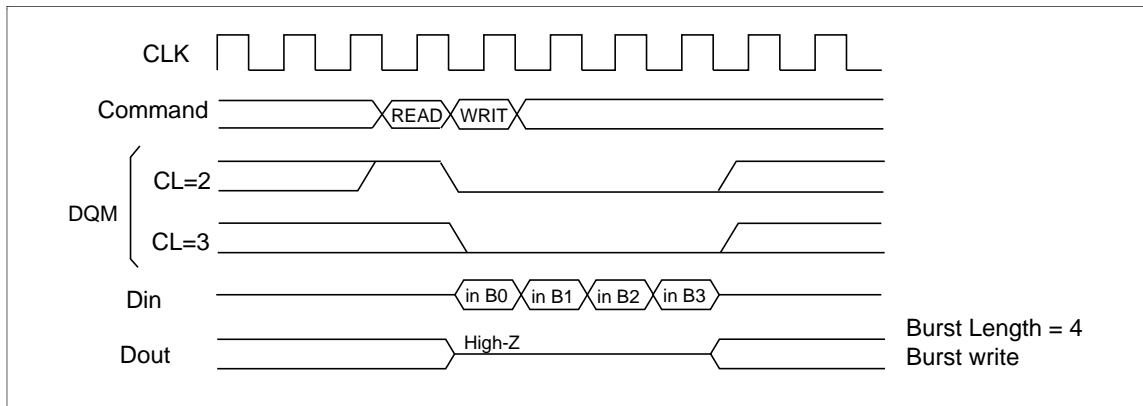 CLK
Command
READ WRIT
CL=2
DQM
CL=3
Din
in B0 in B1 in B2 in B3
High-Z
Dout
Burst Length = 4
Burst write